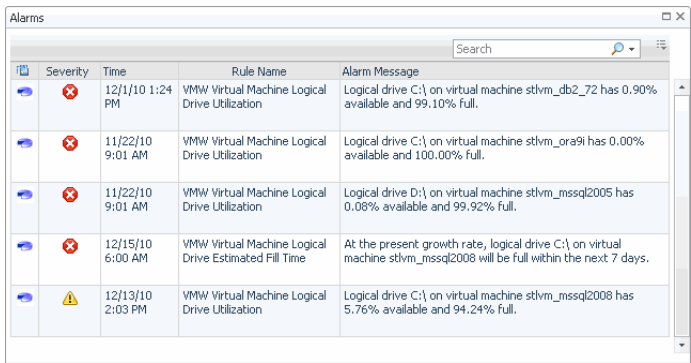 Alarms
Search
Severity Time Rule Name Alarm Message
12/1/10 1:24 VMW Virtual Machine Logical Logical drive C:\ on virtual machine stlvm_db2_72 has 0.90%
PM Drive Utilization available and 99.10% full.
11/22/10 VMW Virtual Machine Logical Logical drive C:\ on virtual machine stlvm_ora9i has 0.00%
9:01 AM Drive Utilization available and 100.00% full.
11/22/10 VMW Virtual Machine Logical Logical drive D:\ on virtual machine stlvm_mssql2005 has
9:01 AM Drive Utilization 0.08% available and 99.92% full.
12/15/10 VMW Virtual Machine Logical At the present growth rate, logical drive C:\ on virtual
6:00 AM Drive Estimated Fill Time machine stlvm_mssql2008 will be full within the next 7 days.
12/13/10 VMW Virtual Machine Logical Logical drive C:\ on virtual machine stlvm_mssql2008 has
2:03 PM Drive Utilization 5.76% available and 94.24% full.